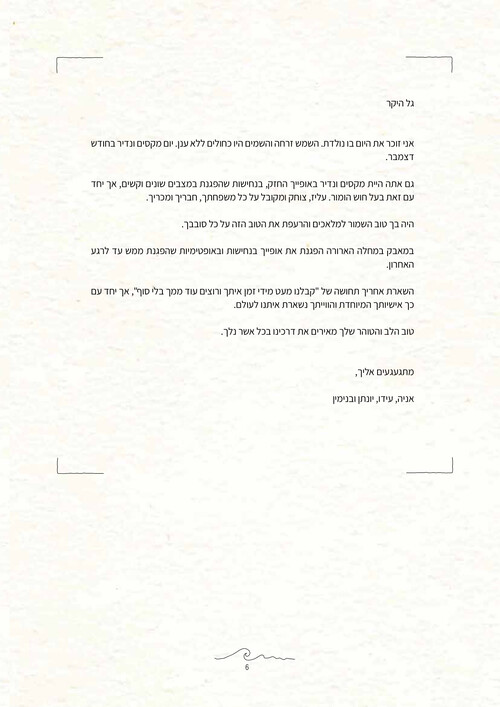 גל היקר
אני זוכר את היום בו נולדת. השמש זרחה והשמים היו כחולים ללא ענן. יום מקסים ונדיר בחודש
דצמבר.
גם אתה היית מקסים ונדיר באופייך החזק, בנחישות שהפגנת במצבים שונים וקשים, אך יחד
עם זאת בעל חוש הומור. עליז, צוחק ומקובל על כל משפחתך, חבריך ומכריך.
היה בך טוב השמור למלאכים והרעפת את הטוב הזה על כל סובבך.
במאבק במחלה הארורה הפגנת את אופייך בנחישות ובאופטימיות שהפגנת ממש עד לרגע
האחרון.
השארת אחריך תחושה של "קבלנו מעט מידי זמן איתך ורוצים עוד ממך בלי סוף", אך יחד עם
כך אישיותך המיוחדת והווייתך נשארת איתנו לעולם.
טוב הלב והטוהר שלך מאירים את דרכינו בכל אשר נלך.
מתגעגעים אליך,
אניה, עידו, יונתן ובנימין
6